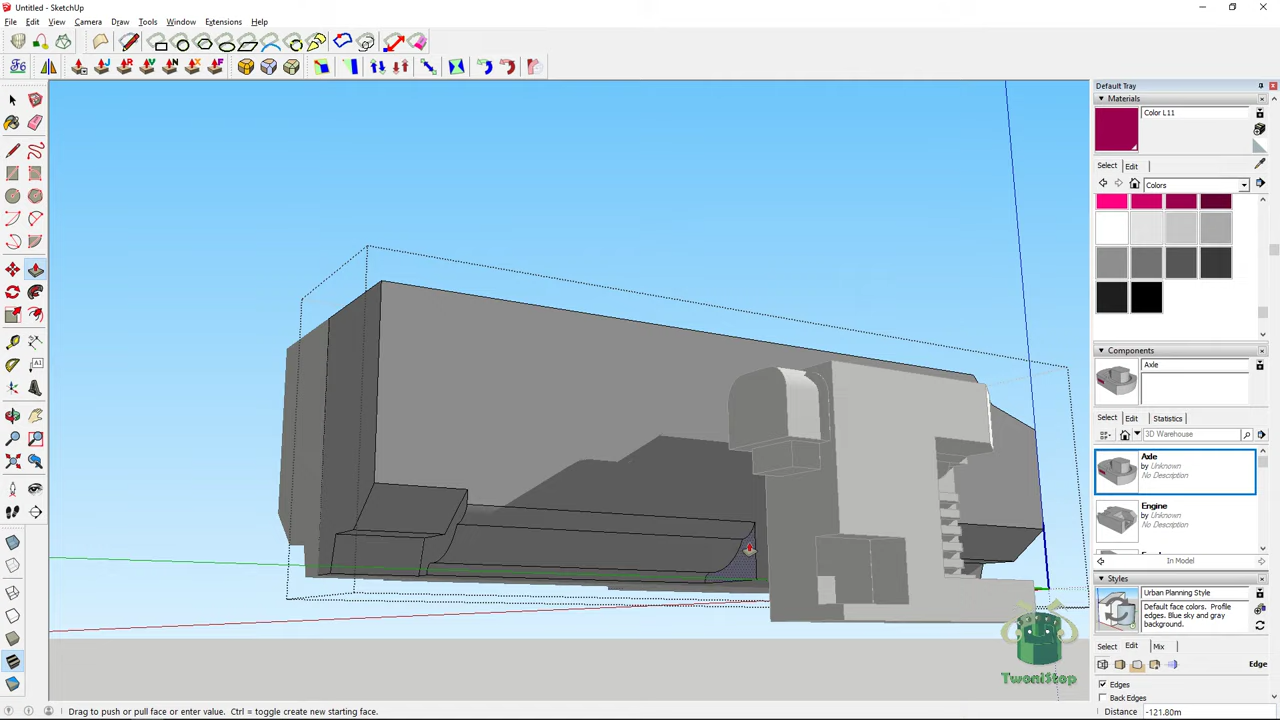 Untitled - SketchUp
File Edit View Camera Draw Tools Window Extensions Help
Default Tray
Materials
Color L11
Select Edit
Colors
Components
Axle
Select Edit Statistics
3D Warehouse
Axle
by Unknown
No Description
Engine
by Unknown
No Description
In Model
Styles
Urban Planning Style
Default face colors. Profile
edges. Blue sky and gray
background.
Select Edit Mix
Edge
Edges
Back Edges
TwoniStop
Drag to push or pull face or enter value. Ctrl = toggle create new starting face.
Distance -121.80m